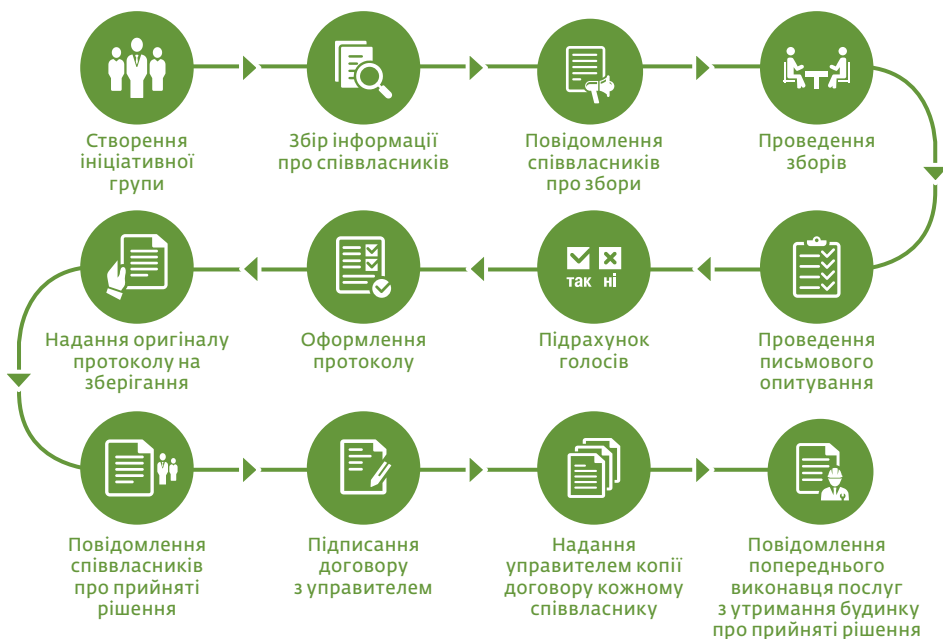 Створення
ініціативної
групи
Збір інформації
про співвласників
Повідомлення
співвласників
про збори
Проведення
зборів
так ні
Проведення
письмового
опитування
Підрахунок
голосів
Оформлення
протоколу
Надання оригіналу
протоколу на
зберігання
Повідомлення
співвласників
про прийняті
рішення
Підписання
договору
з управителем
Надання
управителем копії
договору кожному
співвласнику
Повідомлення
попереднього
виконавця послуг
з утримання будинку
про прийняті рішення